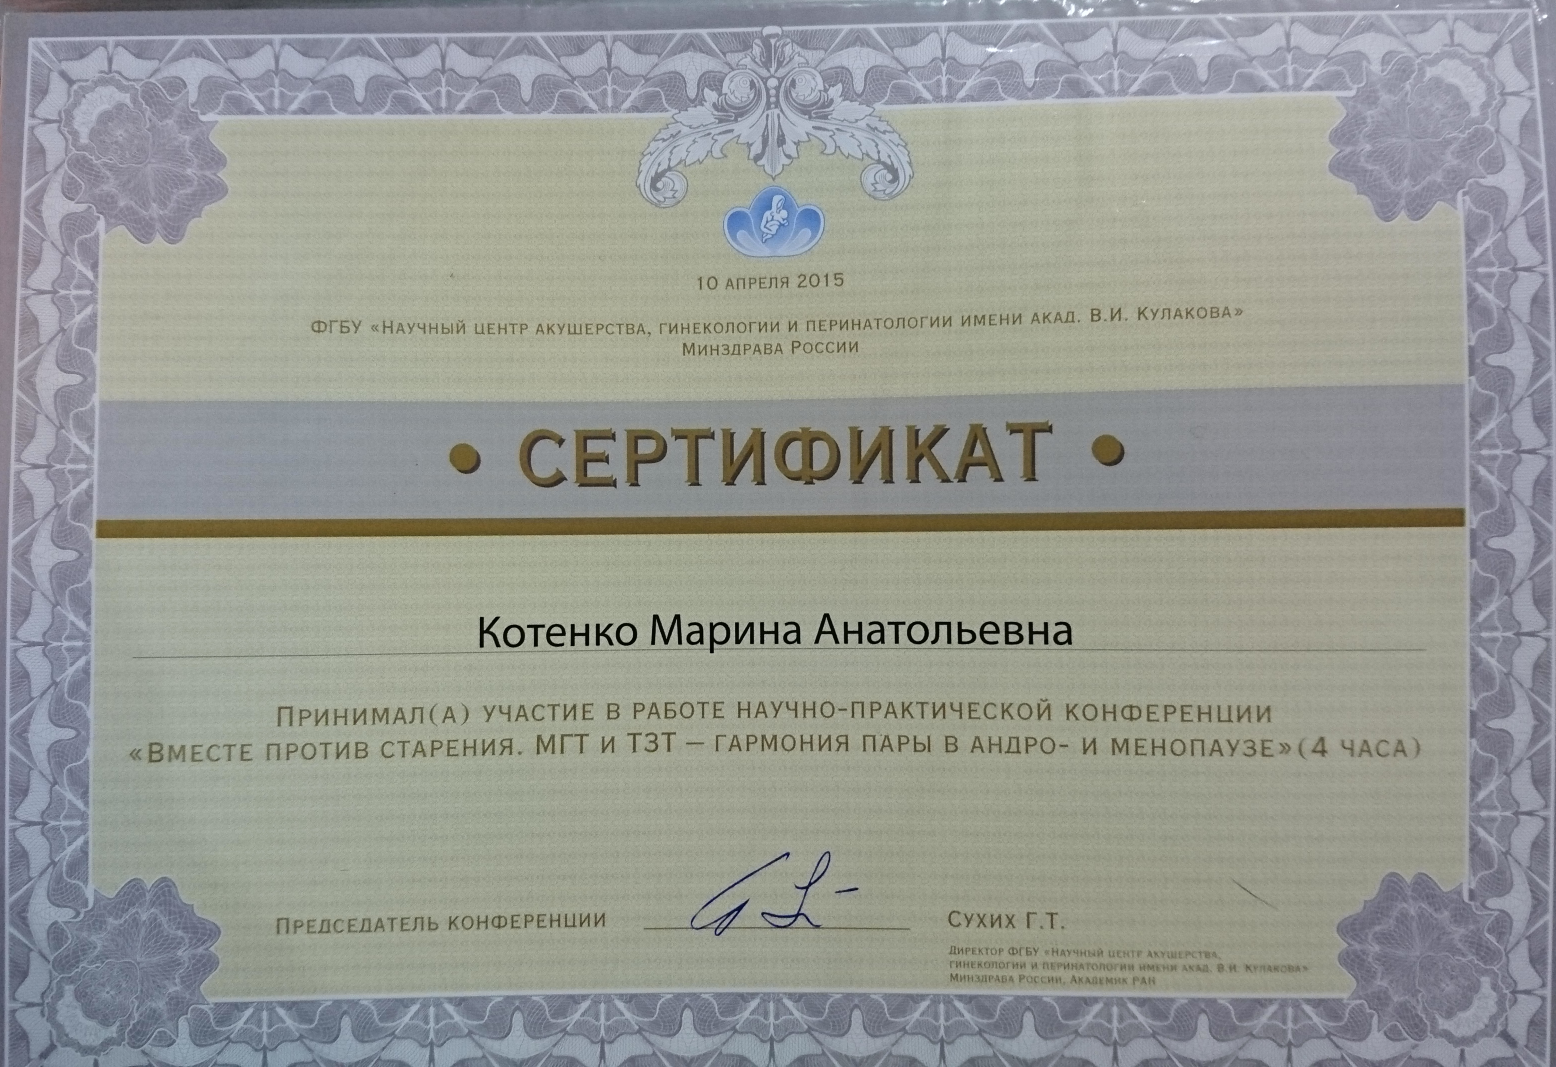 10 АПРЕЛЯ 2015
ФГБУ «НАУЧНЫЙ ЦЕНТР АКУШЕРСТВА, ГИНЕКОЛОГИИ И ПЕРИНАТОЛОГИИ ИМЕНИ АКАД. В.И. КУЛАКОВА»
МИНЗДРАВА РОССИИ
• СЕРТИФИКАТ •
Котенко Марина Анатольевна
ПРИНИМАЛ(А) УЧАСТИЕ В РАБОТЕ НАУЧНО-ПРАКТИЧЕСКОЙ КОНФЕРЕНЦИИ
«ВМЕСТЕ ПРОТИВ СТАРЕНИЯ. МГТ И ТЗТ – ГАРМОНИЯ ПАРЫ В АНДРО- И МЕНОПАУЗЕ» (4 ЧАСА)
ПРЕДСЕДАТЕЛЬ КОНФЕРЕНЦИИ
СУХИХ Г.Т.
ДИРЕКТОР ФГБУ «НАУЧНЫЙ ЦЕНТР АКУШЕРСТВА,
ГИНЕКОЛОГИИ И ПЕРИНАТОЛОГИИ ИМЕНИ АКАД. В.И. КУЛАКОВА»
МИНЗДРАВА РОССИИ, АКАДЕМИК РАН